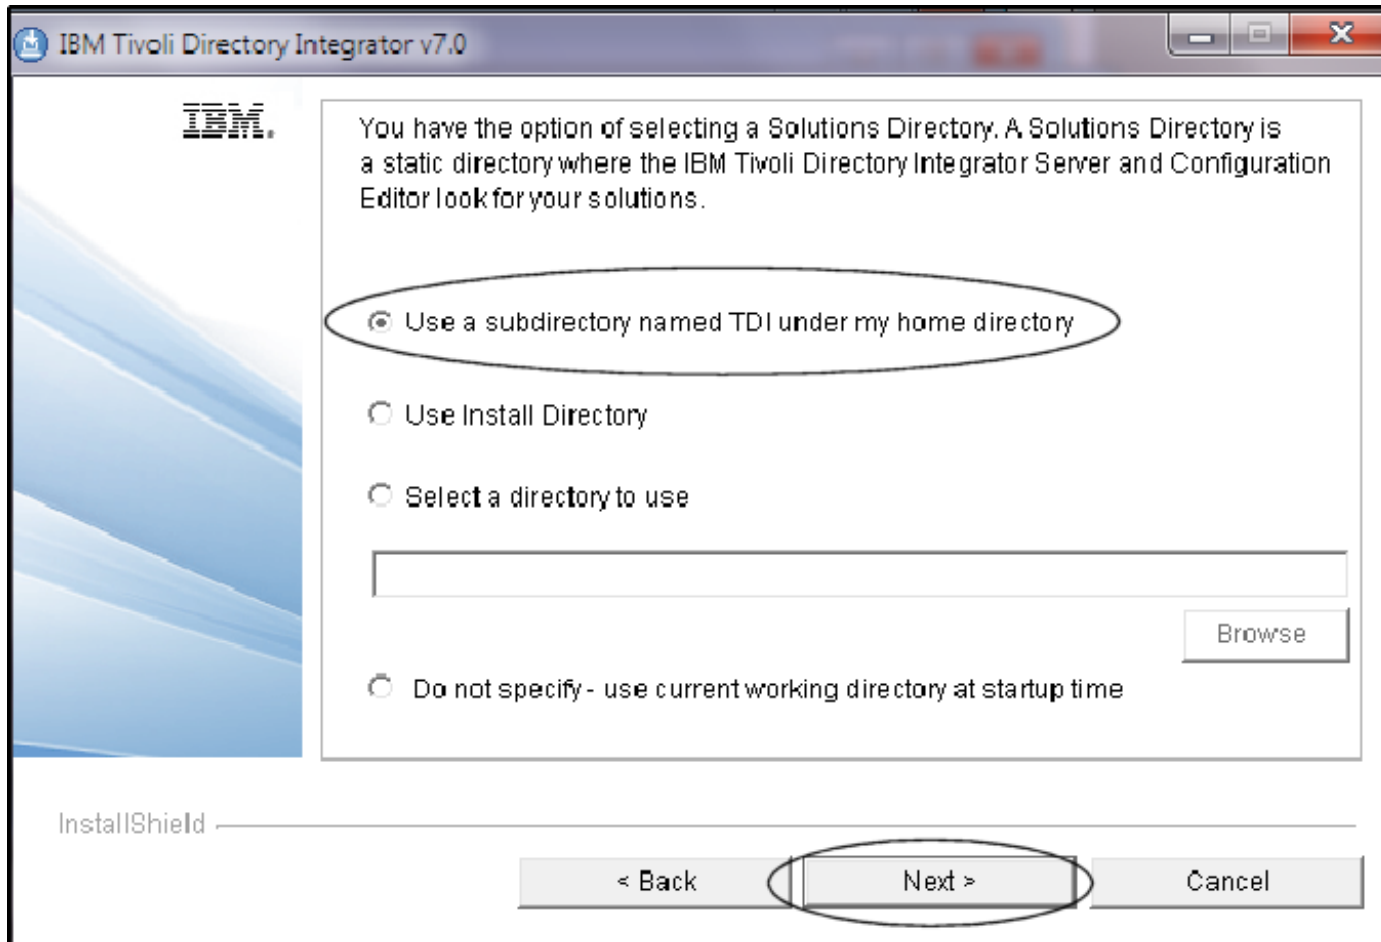 IBM Tivoli Directory Integrator v7.0
IBM.
You have the option of selecting a Solutions Directory. A Solutions Directory is
a static directory where the IBM Tivoli Directory Integrator Server and Configuration
Editor look for your solutions.
Use a subdirectory named TDI under my home directory
Use Install Directory
Select a directory to use
Browse
Do not specify - use current working directory at startup time
InstallShield
< Back
Next >
Cancel